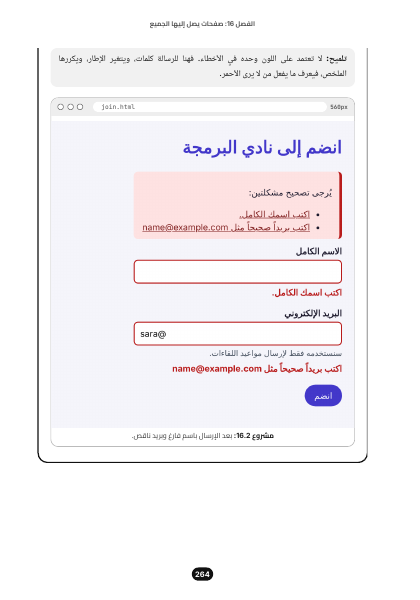 الفصل 16: صفحات يصل إليها الجميع
تلميح: لا تعتمد على اللون وحده في الأخطاء. فهنا للرسالة كلمات، ويتغير الإطار، ويكررها
الملخص، فيعرف ما يفعل من لا يرى الأحمر.
join.html
560px
انضم إلى نادي البرمجة
يُرجى تصحيح مشكلتين:
• اكتب اسمك الكامل.
• اكتب بريداً صحيحاً مثل name@example.com
الاسم الكامل
اكتب اسمك الكامل.
البريد الإلكتروني
sara@
سنستخدمه فقط لإرسال مواعيد اللقاءات.
اكتب بريداً صحيحاً مثل name@example.com
انضم
مشروع 16.2: بعد الإرسال باسم فارغ وبريد ناقص.
264